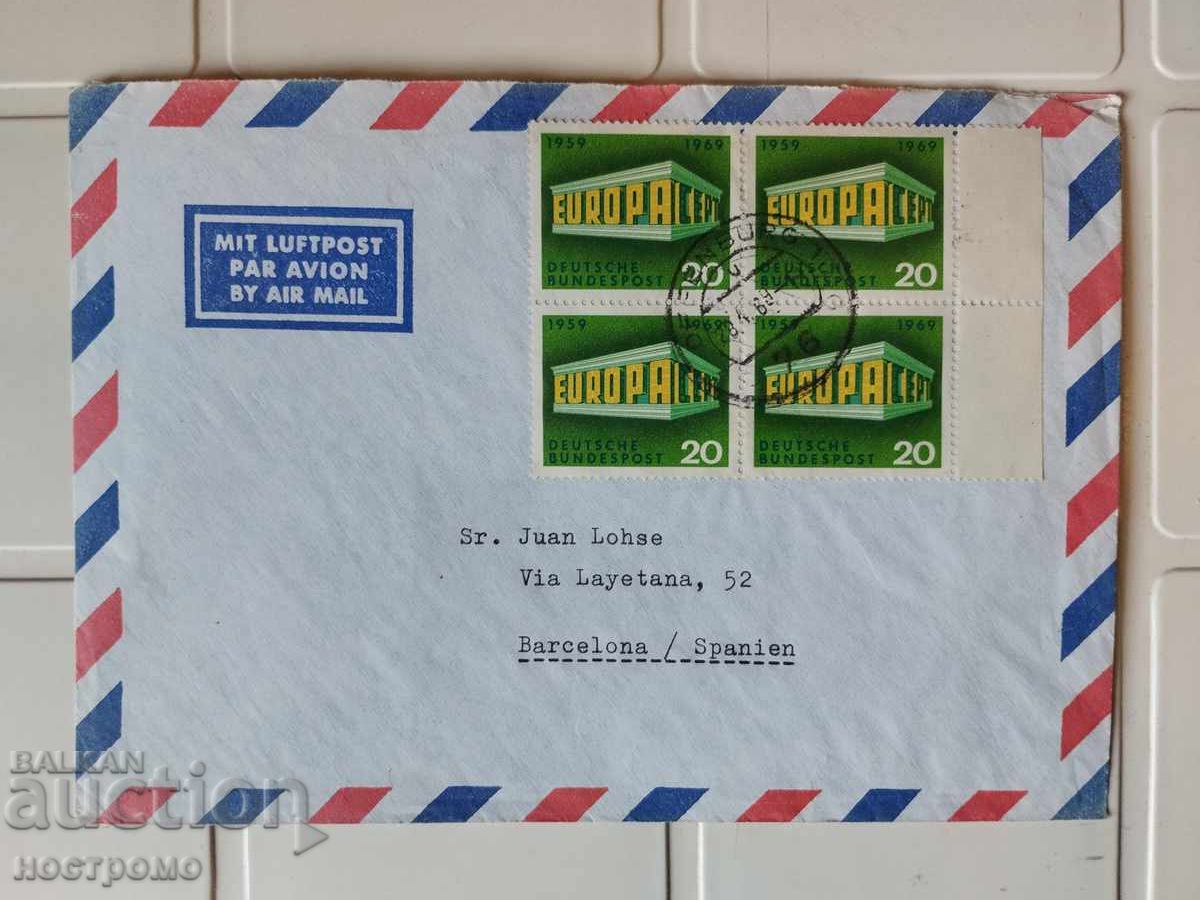 MIT LUFTPOST
PAR AVION
BY AIR MAIL
1959 1969
EUROPA CEPT
DEUTSCHE
BUNDESPOST 20
1959 1969
EUROPA CEPT
DEUTSCHE
BUNDESPOST 20
1959 1969
EUROPA CEPT
DEUTSCHE
BUNDESPOST 20
1959 1969
EUROPA CEPT
DEUTSCHE
BUNDESPOST 20
76
Sr. Juan Lohse
Via Layetana, 52
Barcelona / Spanien
BALKAN
auction
ностромо